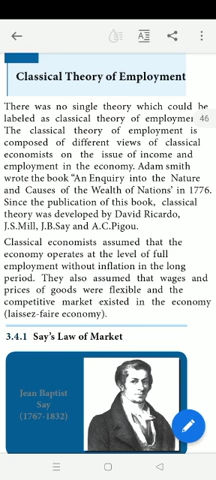 Classical Theory of Employment
There was no single theory which could be
labeled as classical theory of employmen
46
The classical theory of employment is
composed of different views of classical
economists on the issue of income and
employment in the economy. Adam smith
wrote the book “An Enquiry into the Nature
and Causes of the Wealth of Nations’ in 1776.
Since the publication of this book, classical
theory was developed by David Ricardo,
J.S.Mill, J.B.Say and A.C.Pigou.
Classical economists assumed that the
economy operates at the level of full
employment without inflation in the long
period. They also assumed that wages and
prices of goods were flexible and the
competitive market existed in the economy
(laissez-faire economy).
3.4.1 Say’s Law of Market
Jean Baptist
Say
(1767-1832)